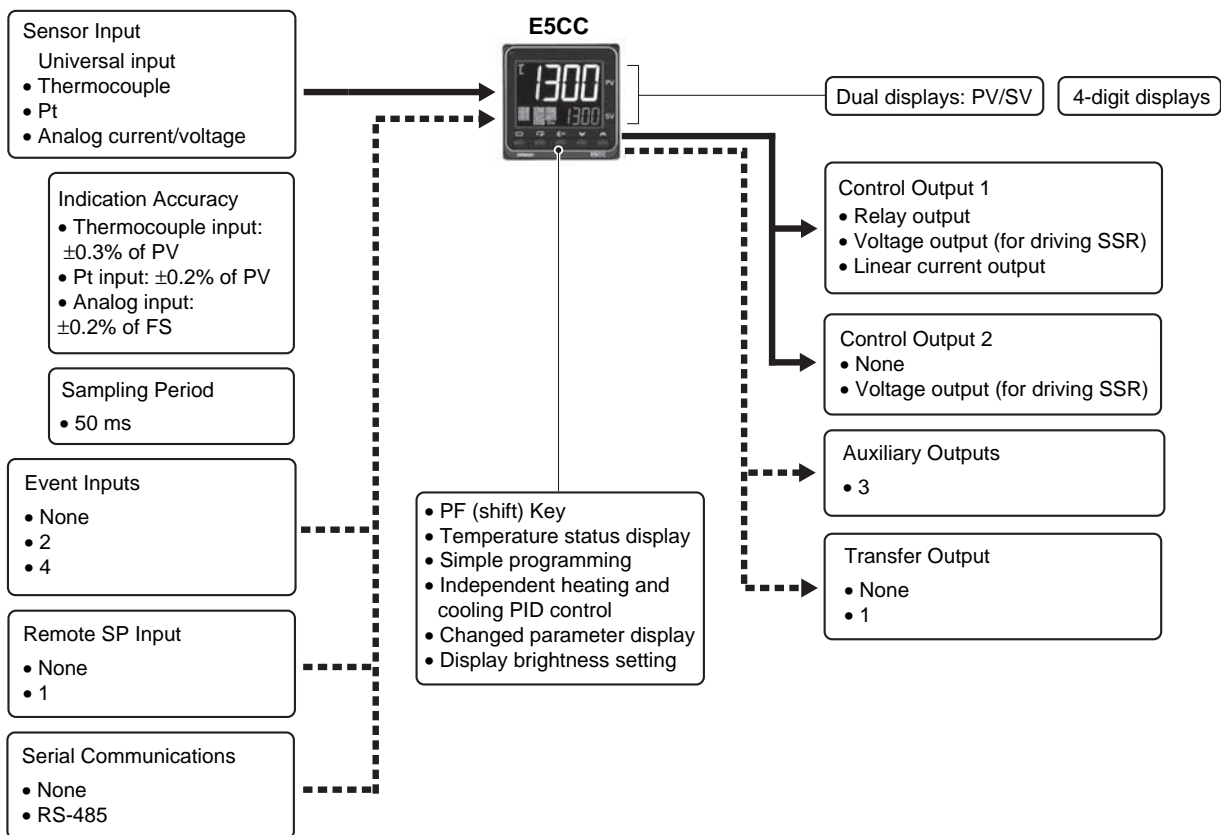 E5CC
Sensor Input
Universal input
• Thermocouple
• Pt
• Analog current/voltage
1300
PV
1300
SV
E5CC
Dual displays: PV/SV
4-digit displays
Indication Accuracy
• Thermocouple input:
±0.3% of PV
• Pt input: ±0.2% of PV
• Analog input:
±0.2% of FS
Sampling Period
• 50 ms
Event Inputs
• None
• 2
• 4
Remote SP Input
• None
• 1
Serial Communications
• None
• RS-485
• PF (shift) Key
• Temperature status display
• Simple programming
• Independent heating and
cooling PID control
• Changed parameter display
• Display brightness setting
Control Output 1
• Relay output
• Voltage output (for driving SSR)
• Linear current output
Control Output 2
• None
• Voltage output (for driving SSR)
Auxiliary Outputs
• 3
Transfer Output
• None
• 1